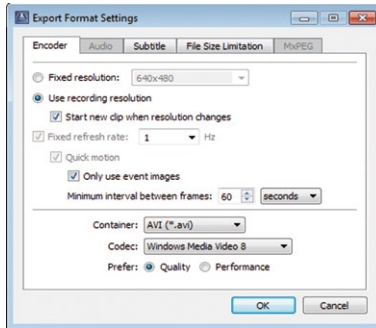 Export Format Settings
Encoder Audio Subtitle File Size Limitation MxPEG
Fixed resolution: 640x480
Use recording resolution
Start new clip when resolution changes
Fixed refresh rate: 1 Hz
Quick motion
Only use event images
Minimum interval between frames: 60 seconds
Container: AVI (*.avi)
Codec: Windows Media Video 8
Prefer: Quality Performance
OK Cancel